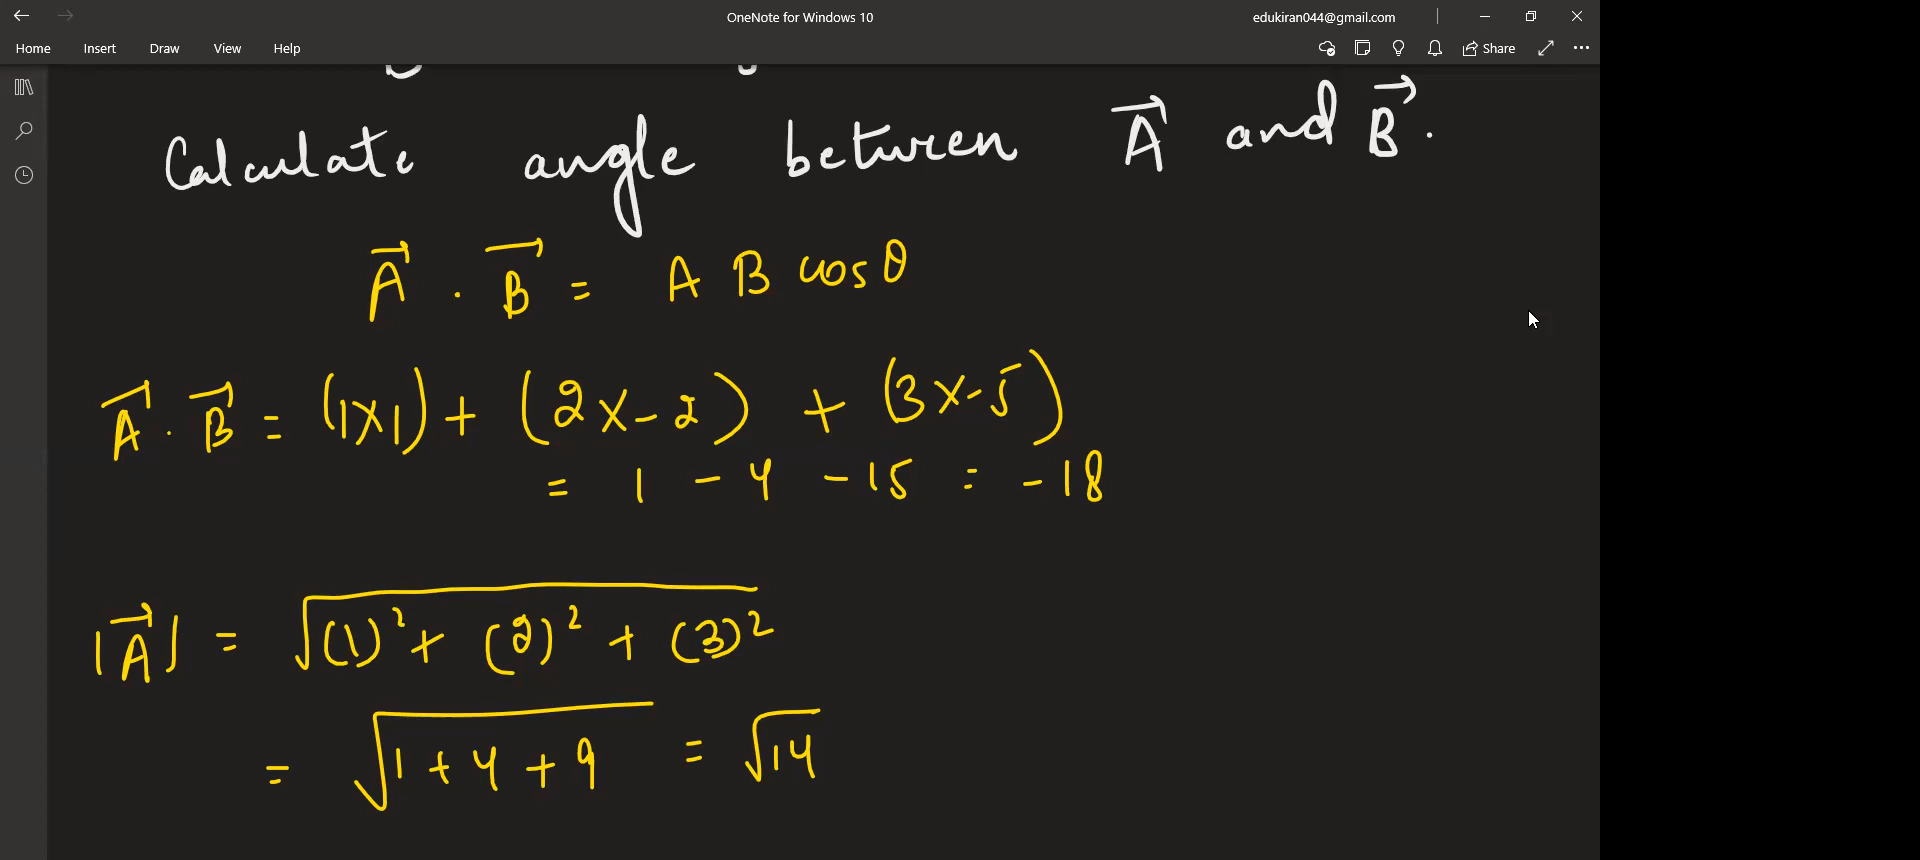 OneNote for Windows 10
edukiran044@gmail.com
Home Insert Draw View Help
Share
Calculate angle between A⃗ and B⃗.
A⃗ . B⃗ = A B cosθ
A⃗ . B⃗ = (1×1) + (2×-2) + (3×-5)
= 1 - 4 - 15 = -18
|A⃗| = √(1)² + (2)² + (3)²
= √1+4+9 = √14